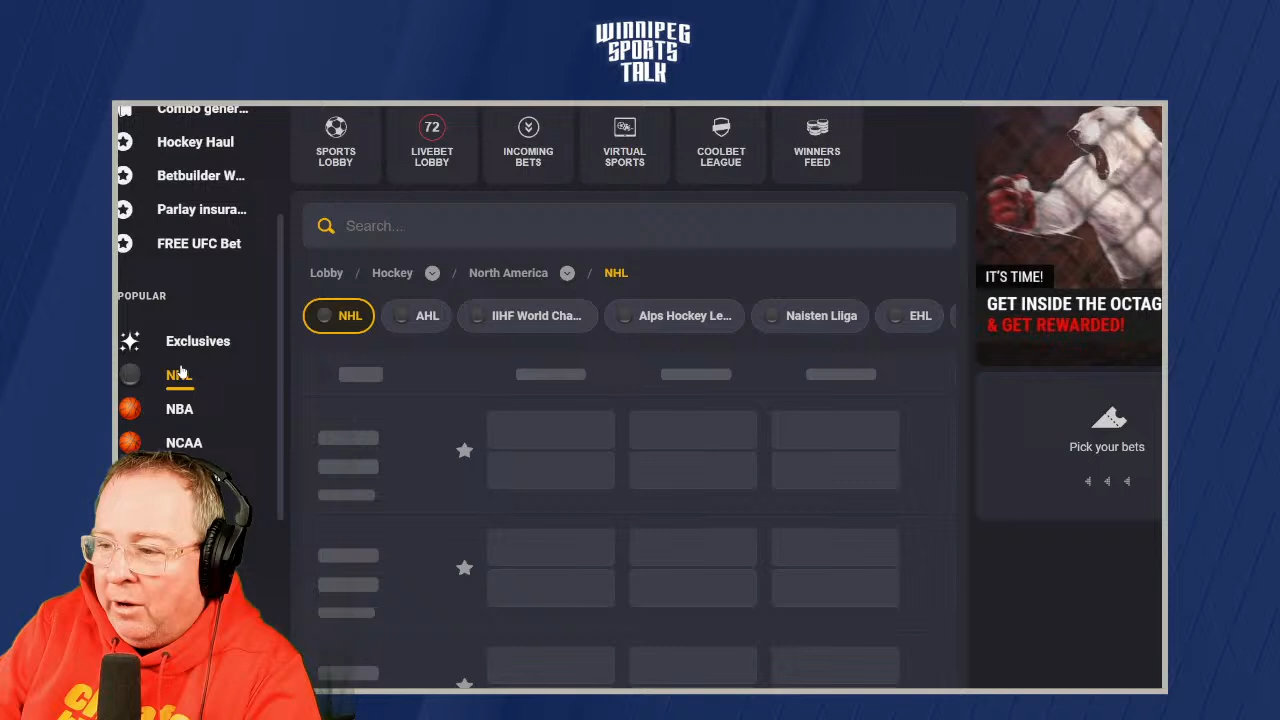 WINNIPEG
SPORTS
TALK
Combo gener...
Hockey Haul
Betbuilder W...
Parlay insura...
FREE UFC Bet
POPULAR
Exclusives
NHL
NBA
NCAA
SPORTS
LOBBY
72
LIVEBET
LOBBY
INCOMING
BETS
VIRTUAL
SPORTS
COOLBET
LEAGUE
WINNERS
FEED
Search...
Lobby / Hockey / North America / NHL
NHL
AHL
IIHF World Cha...
Alps Hockey Le...
Naisten Lliga
EHL
IT'S TIME!
GET INSIDE THE OCTAG
& GET REWARDED!
Pick your bets